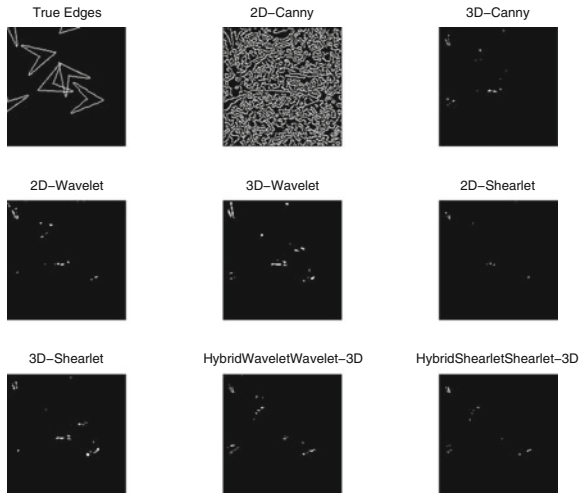 True Edges
2D–Canny
3D–Canny
2D–Wavelet
3D–Wavelet
2D–Shearlet
3D–Shearlet
HybridWaveletWavelet–3D
HybridShearletShearlet–3D